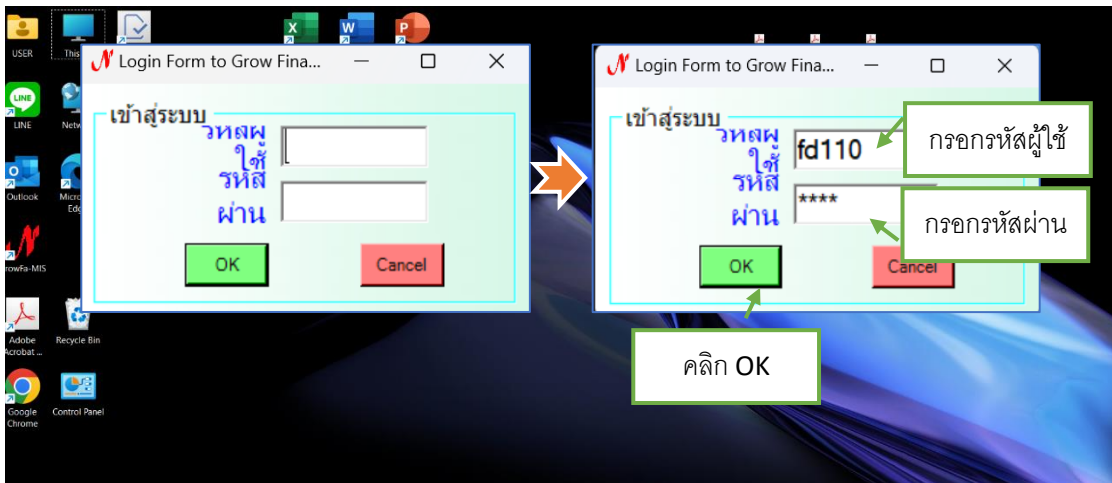 USER
This
LINE
Netw
Outlook
Micro
Edg
rowFa-MIS
Adobe
Acrobat ...
Recycle Bin
Google
Chrome
Control Panel
Login Form to Grow Fina...
เข้าสู่ระบบ
รหัสผู้
ใช้
รหัส
ผ่าน
OK
Cancel
Login Form to Grow Fina...
เข้าสู่ระบบ
รหัสผู้
ใช้
fd110
รหัส
ผ่าน
****
OK
Cancel
กรอกรหัสผู้ใช้
กรอกรหัสผ่าน
คลิก OK